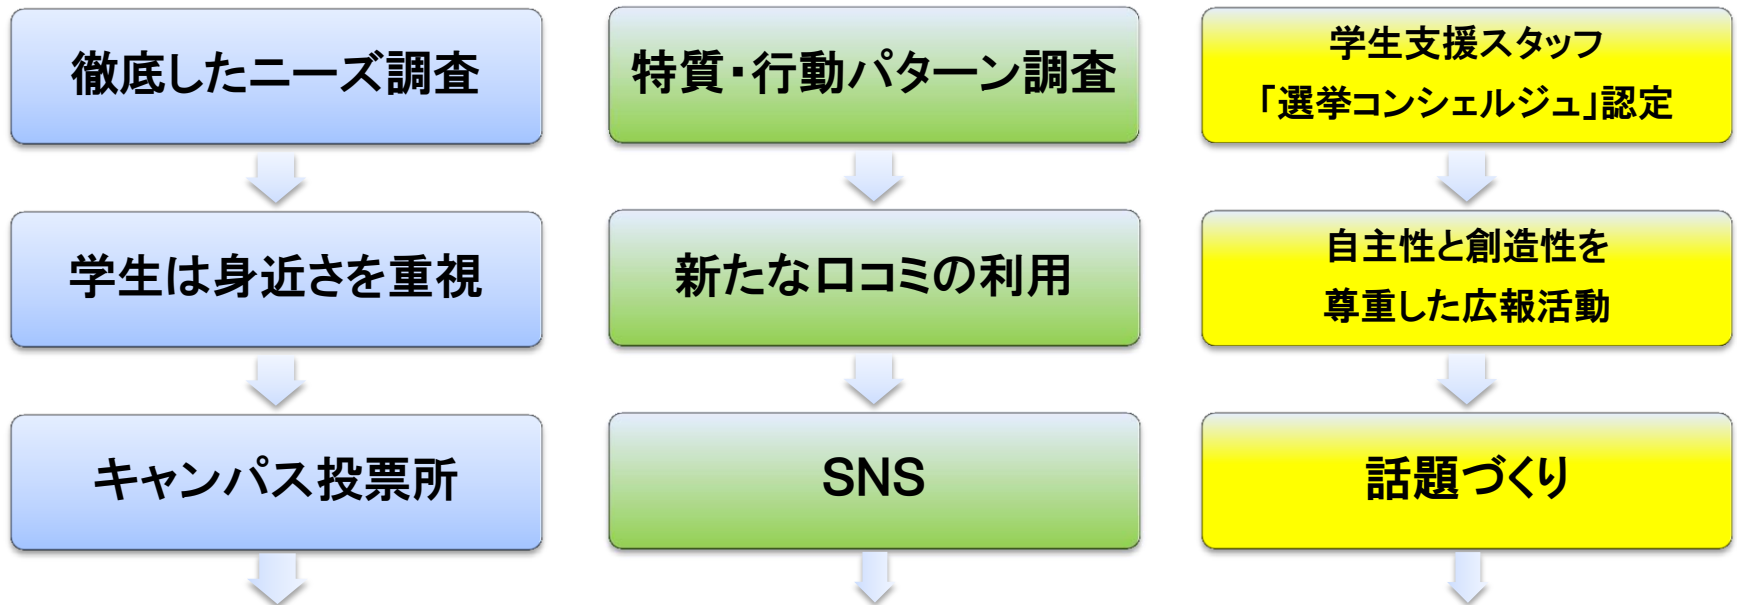 徹底したニーズ調査
学生は身近さを重視
キャンパス投票所
特質・行動パターン調査
新たな口コミの利用
SNS
学生支援スタッフ
「選挙コンシェルジュ」認定
自主性と創造性を
尊重した広報活動
話題づくり